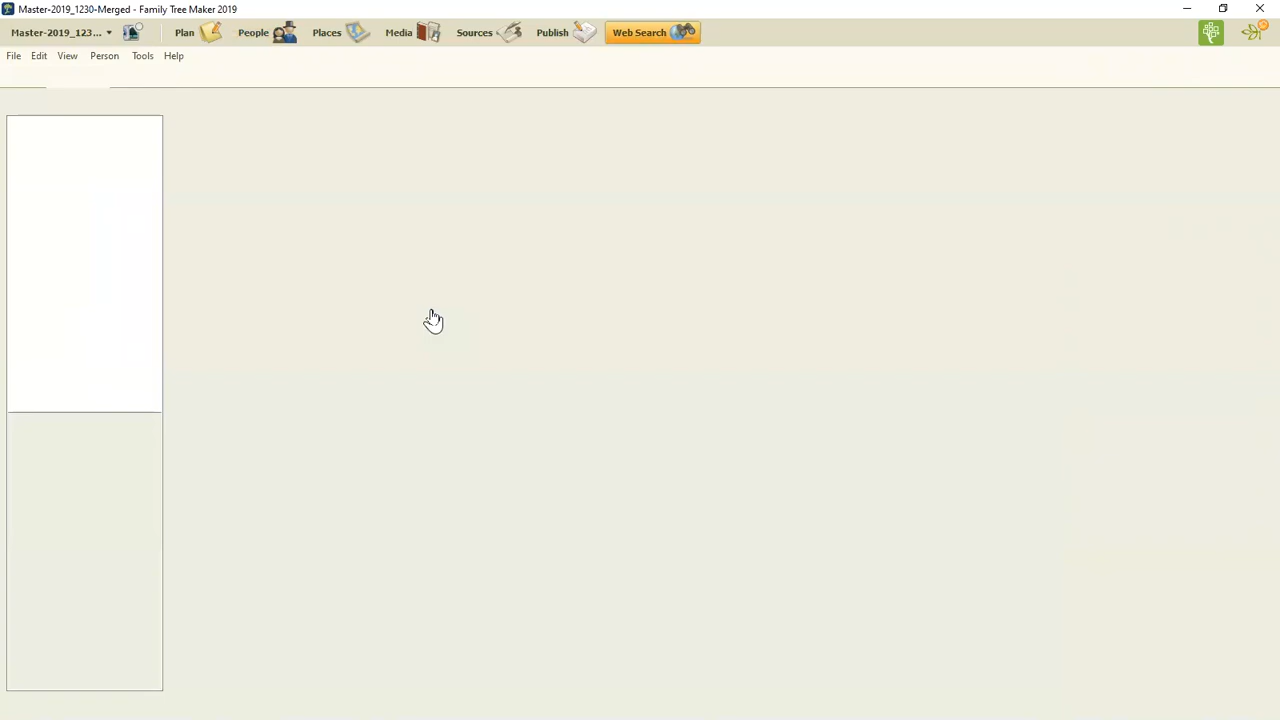 Master-2019_1230-Merged - Family Tree Maker 2019
Master-2019_123... Plan People Places Media Sources Publish Web Search
File Edit View Person Tools Help